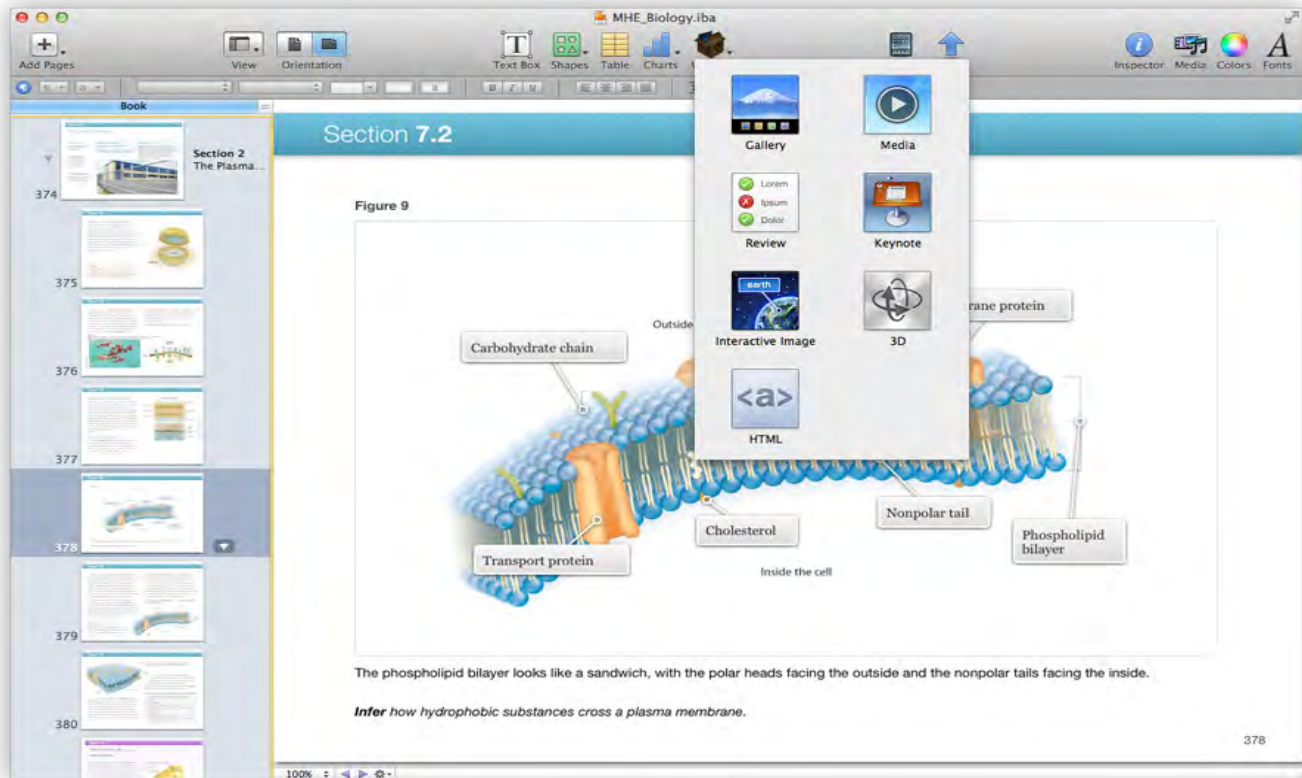 MHE_Biology.iba
Add Pages
View
Orientation
Text Box
Shapes
Table
Charts
Inspector
Media
Colors
Fonts
B I U
Book
Section 2
The Plasma...
374
375
376
377
378
379
380
Section 7.2
Figure 9
Gallery
Media
Lorem
Ipsum
Dolor
Review
Keynote
earth
Interactive Image
3D
<a>
HTML
Outside
rane protein
Carbohydrate chain
Nonpolar tail
Cholesterol
Phospholipid
bilayer
Transport protein
Inside the cell
The phospholipid bilayer looks like a sandwich, with the polar heads facing the outside and the nonpolar tails facing the inside.
Infer how hydrophobic substances cross a plasma membrane.
378
100%